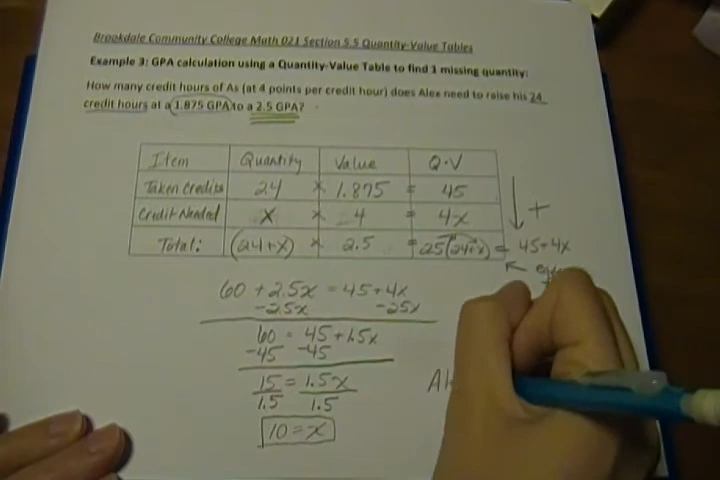 Brookdale Community College Math 021 Section 5.5 Quantity-Value Tables
Example 3: GPA calculation using a Quantity-Value Table to find 1 missing quantity:
How many credit hours of As (at 4 points per credit hour) does Alex need to raise his 24
credit hours at a 1.875 GPA to a 2.5 GPA?
Item Quantity Value Q·V
Taken Credits 24 × 1.875 = 45
Credit Needed x × 4 = 4x
Total: (24+x) × 2.5 = 2.5(24+x) = 45+4x
+
60 + 2.5x = 45+4x
-2.5x -2.5x
60 = 45+1.5x
-45 -45
15 = 1.5x
1.5 1.5
10 = x